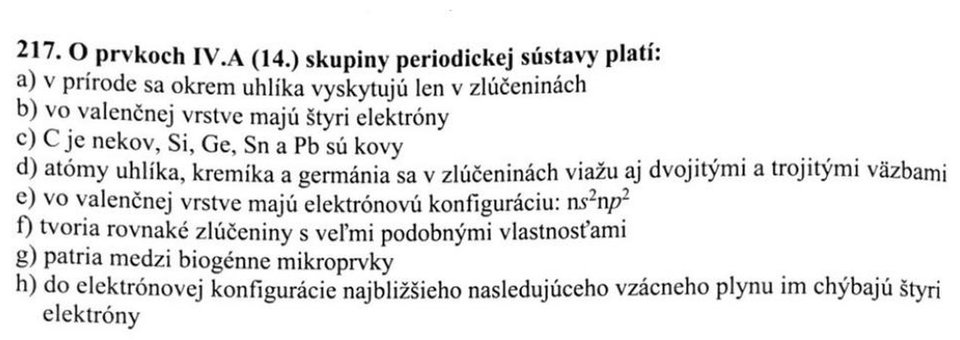 217. O prvkoch IV.A (14.) skupiny periodickej sústavy platí:
a) v prírode sa okrem uhlíka vyskytujú len v zlúčeninách
b) vo valenčnej vrstve majú štyri elektróny
c) C je nekov, Si, Ge, Sn a Pb sú kovy
d) atómy uhlíka, kremíka a germánia sa v zlúčeninách viažu aj dvojitými a trojitými väzbami
e) vo valenčnej vrstve majú elektrónovú konfiguráciu: ns²np²
f) tvoria rovnaké zlúčeniny s veľmi podobnými vlastnosťami
g) patria medzi biogénne mikroprvky
h) do elektrónovej konfigurácie najbližšieho nasledujúceho vzácneho plynu im chýbajú štyri
elektróny